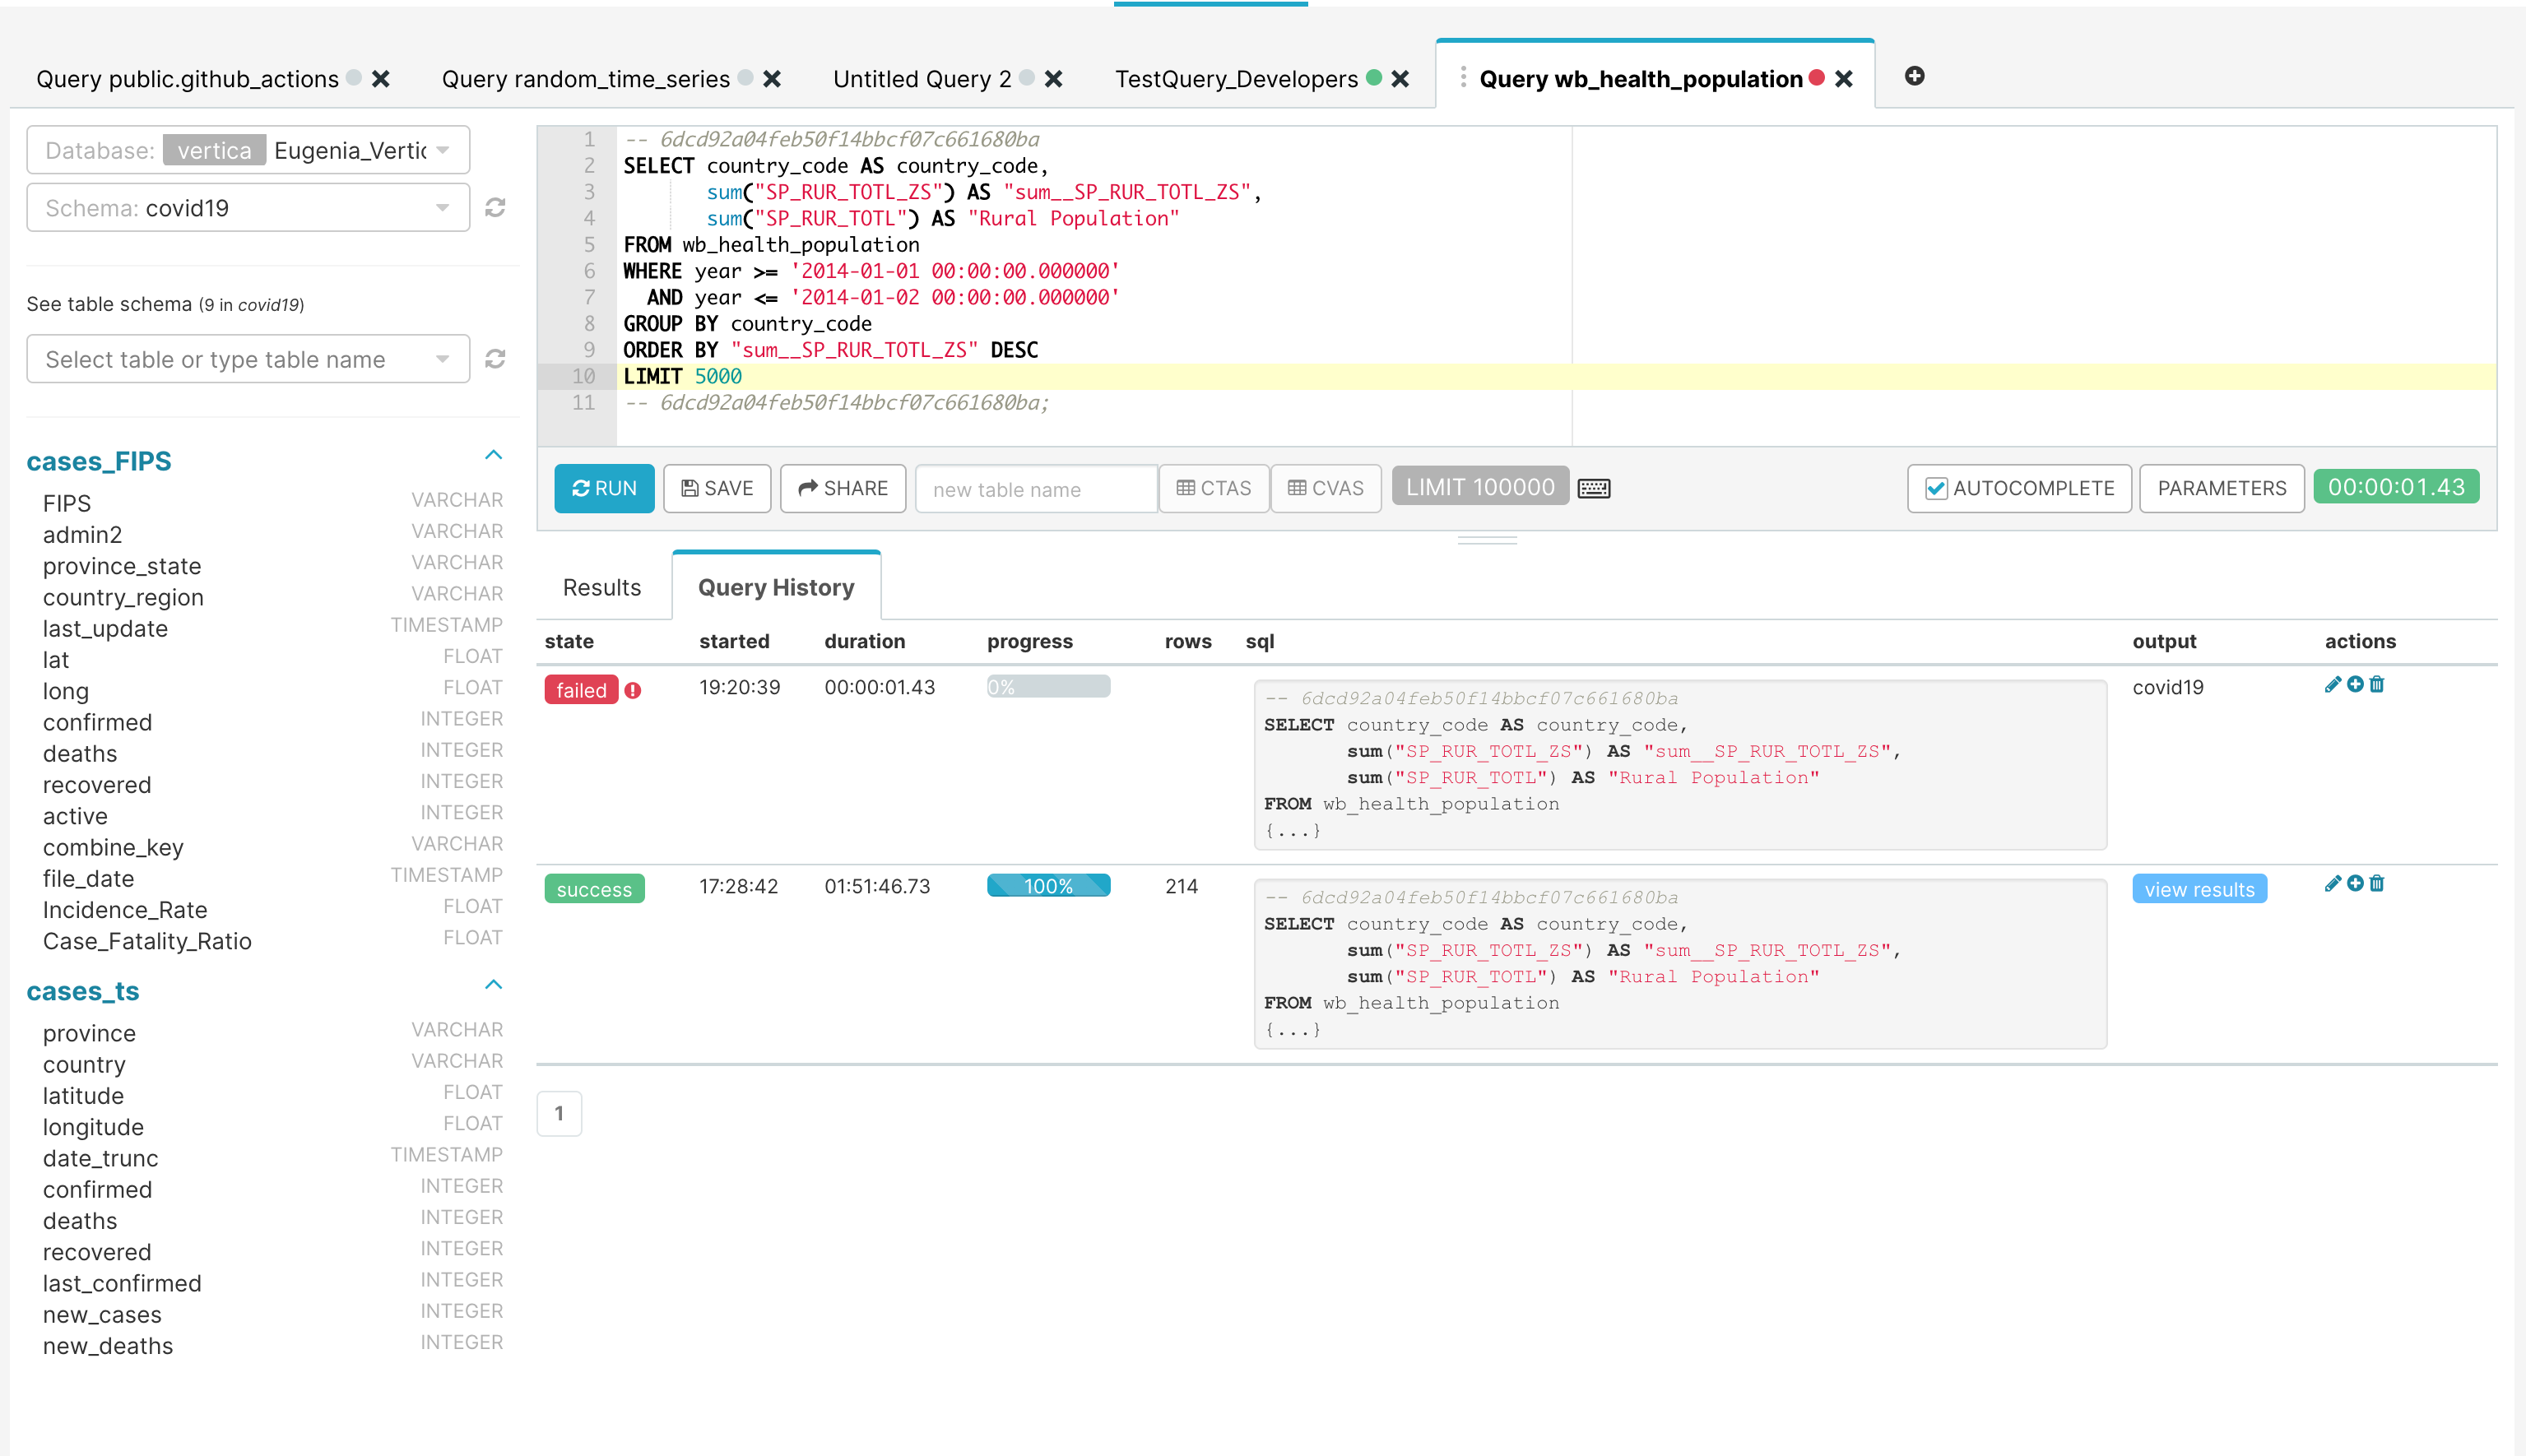 Query public.github_actions
Query random_time_series
Untitled Query 2
TestQuery_Developers
Query wb_health_population
Database: vertica Eugenia_Vertic
Schema: covid19
See table schema (9 in covid19)
Select table or type table name
cases_FIPS
FIPS VARCHAR
admin2 VARCHAR
province_state VARCHAR
country_region VARCHAR
last_update TIMESTAMP
lat FLOAT
long FLOAT
confirmed INTEGER
deaths INTEGER
recovered INTEGER
active INTEGER
combine_key VARCHAR
file_date TIMESTAMP
Incidence_Rate FLOAT
Case_Fatality_Ratio FLOAT
cases_ts
province VARCHAR
country VARCHAR
latitude FLOAT
longitude FLOAT
date_trunc TIMESTAMP
confirmed INTEGER
deaths INTEGER
recovered INTEGER
last_confirmed INTEGER
new_cases INTEGER
new_deaths INTEGER
1 -- 6dcd92a04feb50f14bbcf07c661680ba
2 SELECT country_code AS country_code,
3 sum("SP_RUR_TOTL_ZS") AS "sum__SP_RUR_TOTL_ZS",
4 sum("SP_RUR_TOTL") AS "Rural Population"
5 FROM wb_health_population
6 WHERE year >= '2014-01-01 00:00:00.000000'
7 AND year <= '2014-01-02 00:00:00.000000'
8 GROUP BY country_code
9 ORDER BY "sum__SP_RUR_TOTL_ZS" DESC
10 LIMIT 5000
11 -- 6dcd92a04feb50f14bbcf07c661680ba;
RUN SAVE SHARE new table name CTAS CVAS LIMIT 100000 AUTOCOMPLETE PARAMETERS 00:00:01.43
Results Query History
state started duration progress rows sql output actions
failed 19:20:39 00:00:01.43 0% covid19
-- 6dcd92a04feb50f14bbcf07c661680ba
SELECT country_code AS country_code,
sum("SP_RUR_TOTL_ZS") AS "sum__SP_RUR_TOTL_ZS",
sum("SP_RUR_TOTL") AS "Rural Population"
FROM wb_health_population
{...}
success 17:28:42 01:51:46.73 100% 214 view results
-- 6dcd92a04feb50f14bbcf07c661680ba
SELECT country_code AS country_code,
sum("SP_RUR_TOTL_ZS") AS "sum__SP_RUR_TOTL_ZS",
sum("SP_RUR_TOTL") AS "Rural Population"
FROM wb_health_population
{...}
1